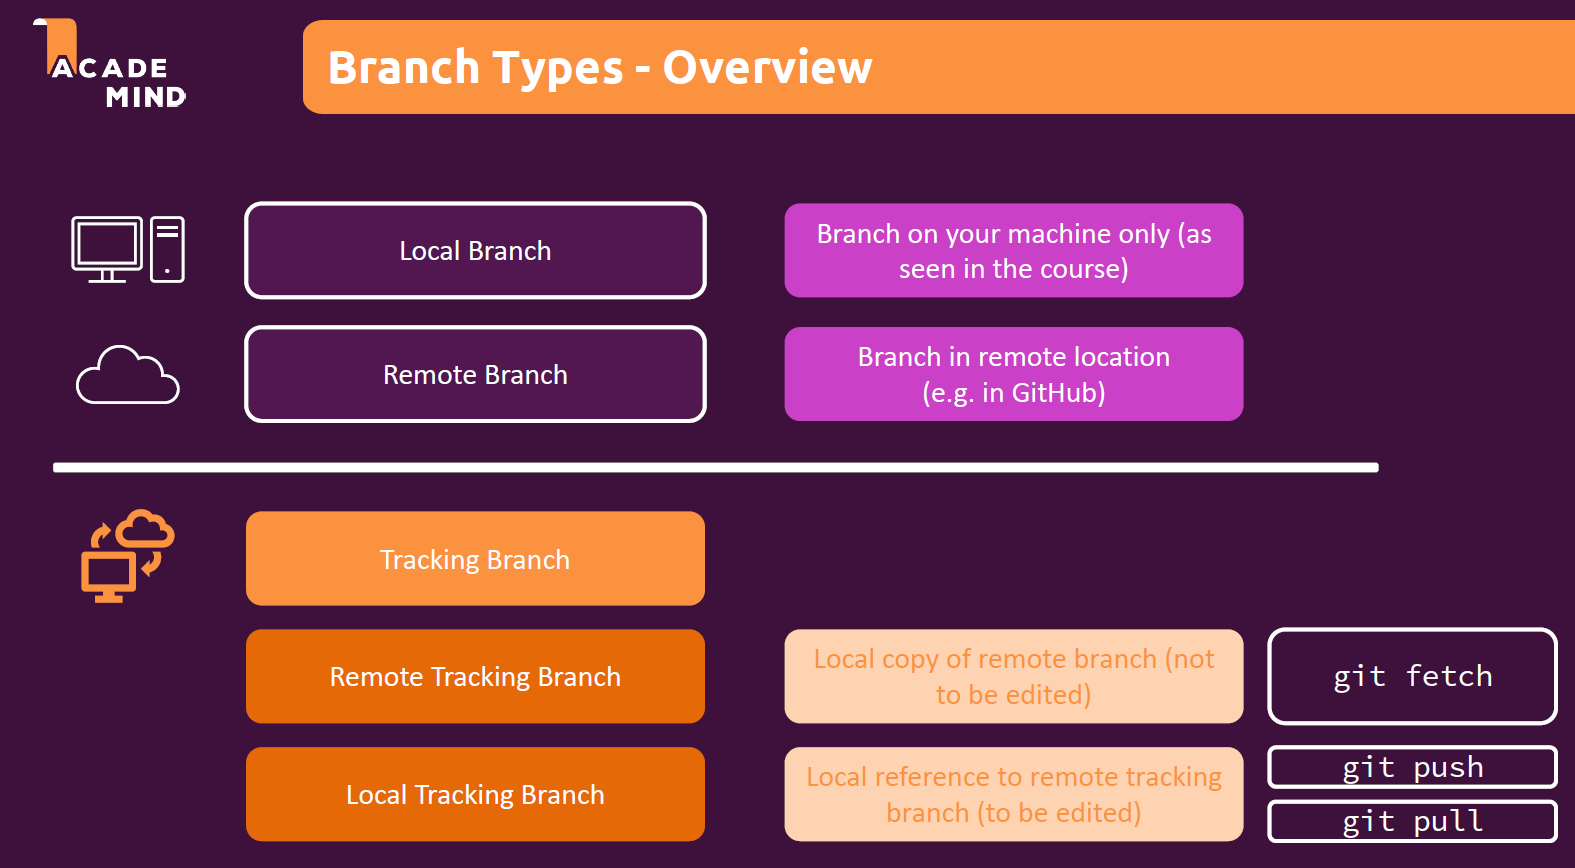 ACADE
MIND
Branch Types - Overview
Local Branch
Branch on your machine only (as
seen in the course)
Remote Branch
Branch in remote location
(e.g. in GitHub)
Tracking Branch
Remote Tracking Branch
Local copy of remote branch (not
to be edited)
git fetch
Local Tracking Branch
Local reference to remote tracking
branch (to be edited)
git push
git pull